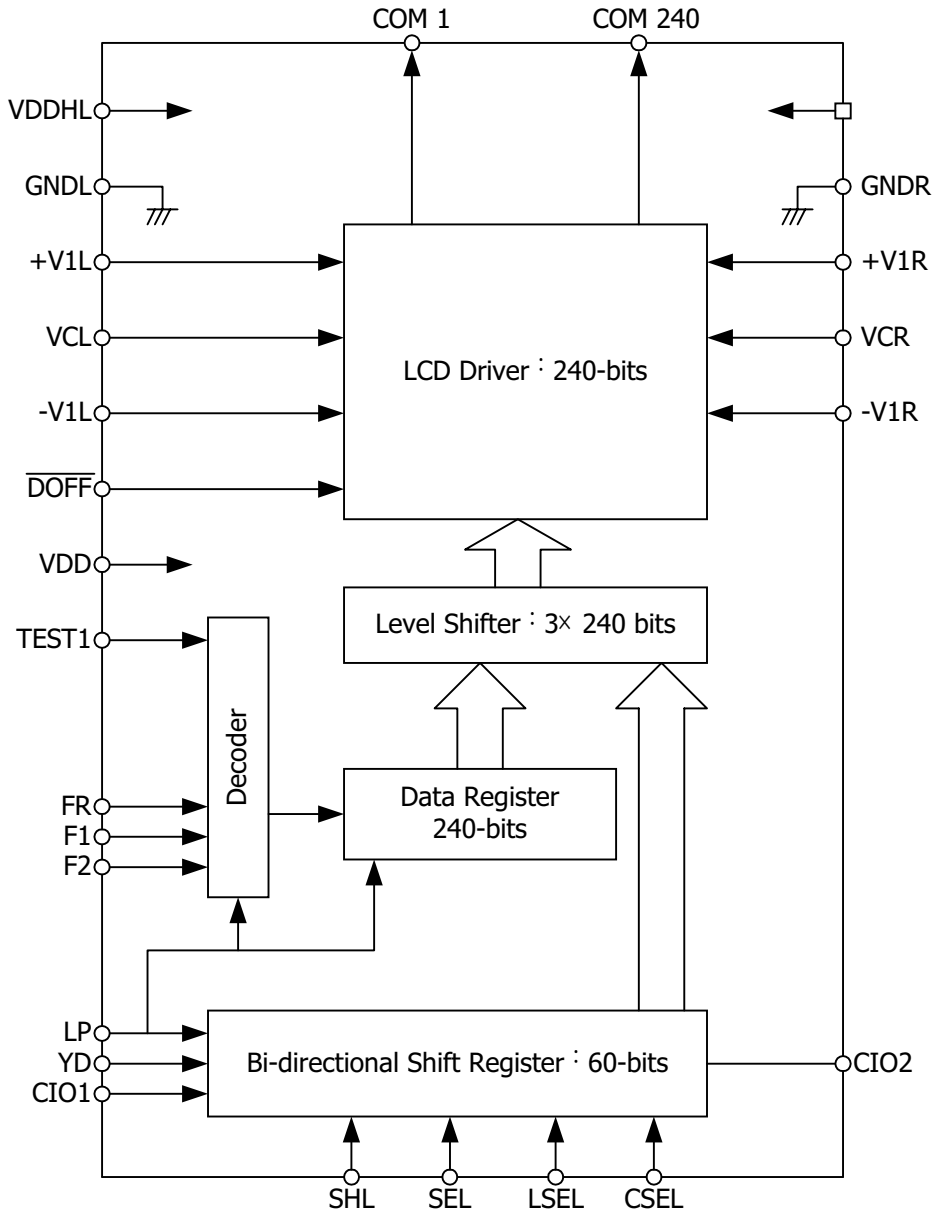 COM 1
COM 240
VDDHL
GNDL
GNDR
+V1L
+V1R
VCL
VCR
LCD Driver : 240-bits
-V1L
-V1R
DOFF
VDD
Level Shifter : 3× 240 bits
TEST1
Decoder
Data Register
240-bits
FR
F1
F2
LP
YD
CIO1
Bi-directional Shift Register : 60-bits
CIO2
SHL
SEL
LSEL
CSEL